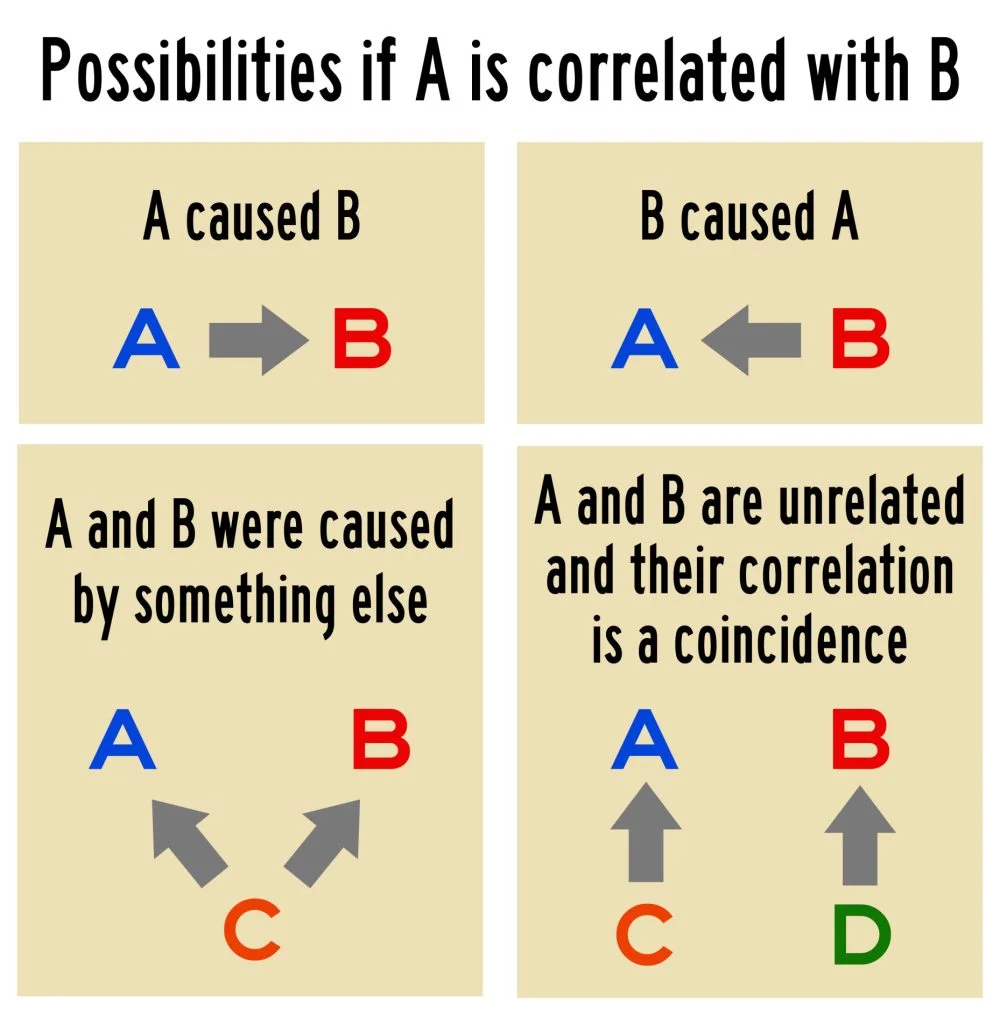 Possibilities if A is correlated with B
A caused B
A B
B caused A
A B
A and B were caused
by something else
A B
C
A and B are unrelated
and their correlation
is a coincidence
A B
C D